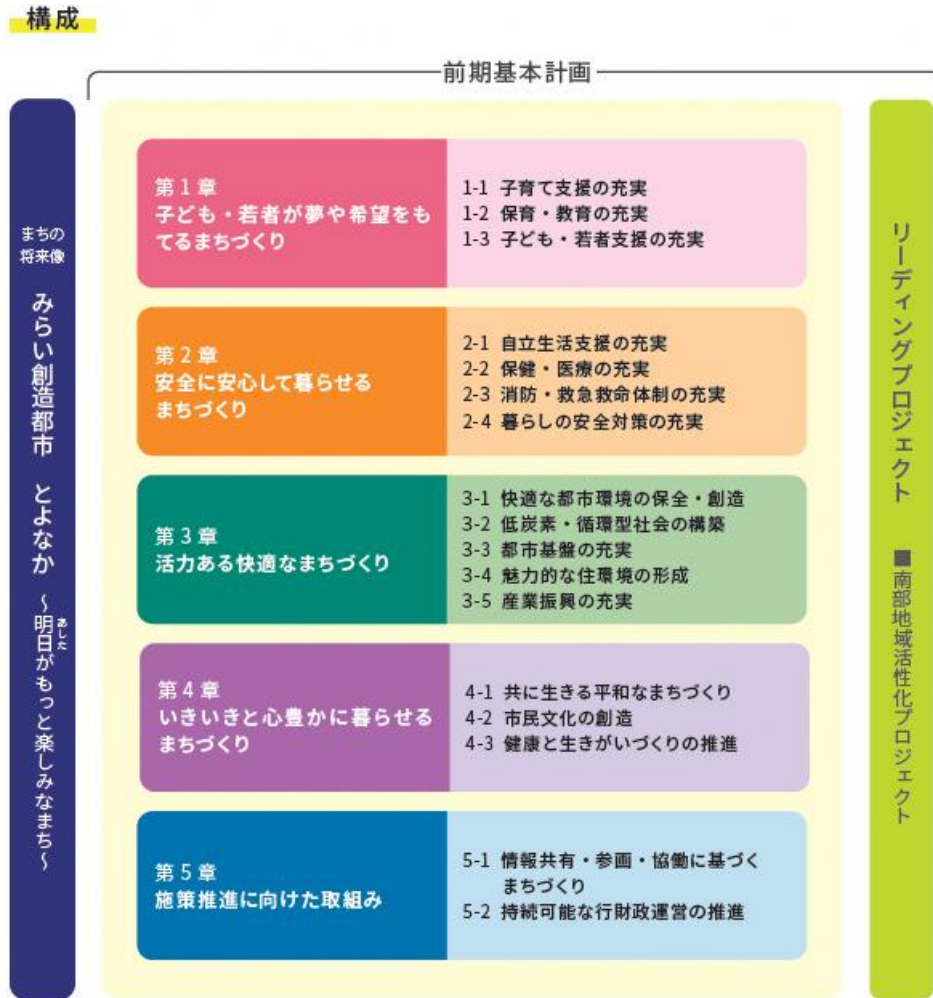 構成
前期基本計画
まちの
将来像
みらい創造都市 とよなか ~明日がもっと楽しみなまち~
あした
第1章
子ども・若者が夢や希望をも
てるまちづくり
1-1 子育て支援の充実
1-2 保育・教育の充実
1-3 子ども・若者支援の充実
第2章
安全に安心して暮らせる
まちづくり
2-1 自立生活支援の充実
2-2 保健・医療の充実
2-3 消防・救急救命体制の充実
2-4 暮らしの安全対策の充実
第3章
活力ある快適なまちづくり
3-1 快適な都市環境の保全・創造
3-2 低炭素・循環型社会の構築
3-3 都市基盤の充実
3-4 魅力的な住環境の形成
3-5 産業振興の充実
第4章
いきいきと心豊かに暮らせる
まちづくり
4-1 共に生きる平和なまちづくり
4-2 市民文化の創造
4-3 健康と生きがいづくりの推進
第5章
施策推進に向けた取組み
5-1 情報共有・参画・協働に基づく
まちづくり
5-2 持続可能な行財政運営の推進
リーディングプロジェクト ■南部地域活性化プロジェクト